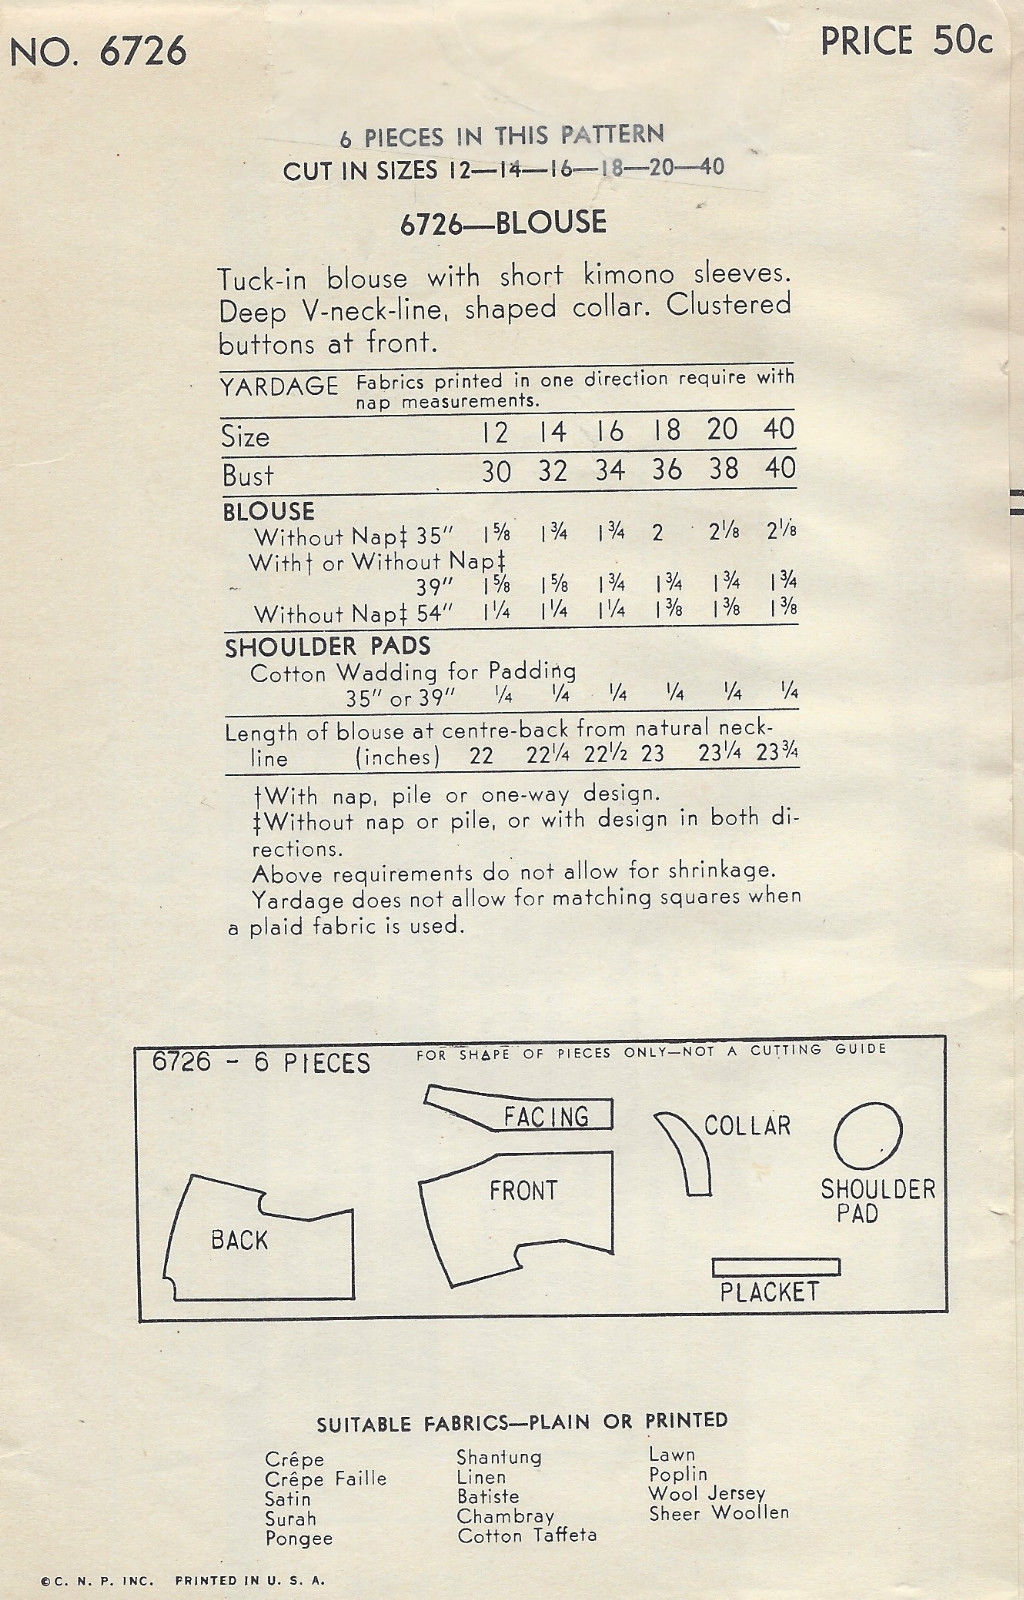 NO. 6726
PRICE 50c
6 PIECES IN THIS PATTERN
CUT IN SIZES 12—14—16—18—20—40
6726—BLOUSE
Tuck-in blouse with short kimono sleeves.
Deep V-neck-line, shaped collar. Clustered
buttons at front.
YARDAGE Fabrics printed in one direction require with
nap measurements.
Size 12 14 16 18 20 40
Bust 30 32 34 36 38 40
BLOUSE
Without Nap‡ 35" 1⅝ 1¾ 1¾ 2 2⅛ 2⅛
With† or Without Nap‡
39" 1⅝ 1⅝ 1¾ 1¾ 1¾ 1¾
Without Nap‡ 54" 1¼ 1¼ 1¼ 1⅜ 1⅜ 1⅜
SHOULDER PADS
Cotton Wadding for Padding
35" or 39" ¼ ¼ ¼ ¼ ¼ ¼
Length of blouse at centre-back from natural neck-
line (inches) 22 22¼ 22½ 23 23¼ 23¾
†With nap, pile or one-way design.
‡Without nap or pile, or with design in both di-
rections.
Above requirements do not allow for shrinkage.
Yardage does not allow for matching squares when
a plaid fabric is used.
6726 - 6 PIECES FOR SHAPE OF PIECES ONLY—NOT A CUTTING GUIDE
FACING
COLLAR
FRONT
SHOULDER
PAD
BACK
PLACKET
SUITABLE FABRICS—PLAIN OR PRINTED
Crêpe Shantung Lawn
Crêpe Faille Linen Poplin
Satin Batiste Wool Jersey
Surah Chambray Sheer Woollen
Pongee Cotton Taffeta
© C. N. P. INC. PRINTED IN U. S. A.